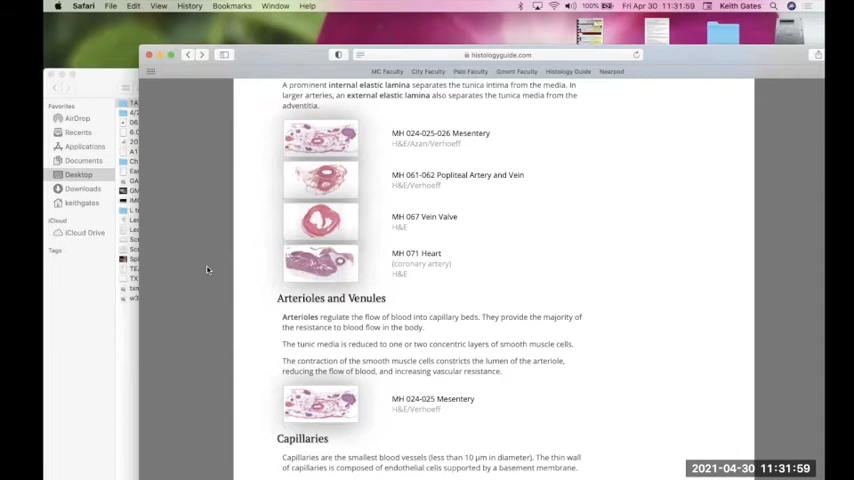 Safari File Edit View History Bookmarks Window Help 100% Fri Apr 30 11:31:59 Keith Gates
histologyguide.com
MC Faculty City Faculty Palo Faculty Gmont Faculty Histology Guide Nearpod
Favorites
AirDrop
Recents
Applications
Documents
Desktop
Downloads
keithgates
iCloud
iCloud Drive
Tags
A prominent internal elastic lamina separates the tunica intima from the media. In
larger arteries, an external elastic lamina also separates the tunica media from the
adventitia.
MH 024-025-026 Mesentery
H&E/Azan/Verhoeff
MH 061-062 Popliteal Artery and Vein
H&E/Verhoeff
MH 067 Vein Valve
H&E
MH 071 Heart
(coronary artery)
H&E
Arterioles and Venules
Arterioles regulate the flow of blood into capillary beds. They provide the majority of
the resistance to blood flow in the body.
The tunic media is reduced to one or two concentric layers of smooth muscle cells.
The contraction of the smooth muscle cells constricts the lumen of the arteriole,
reducing the flow of blood, and increasing vascular resistance.
MH 024-025 Mesentery
H&E/Verhoeff
Capillaries
Capillaries are the smallest blood vessels (less than 10 μm in diameter). The thin wall
of capillaries is composed of endothelial cells supported by a basement membrane.
2021-04-30 11:31:59